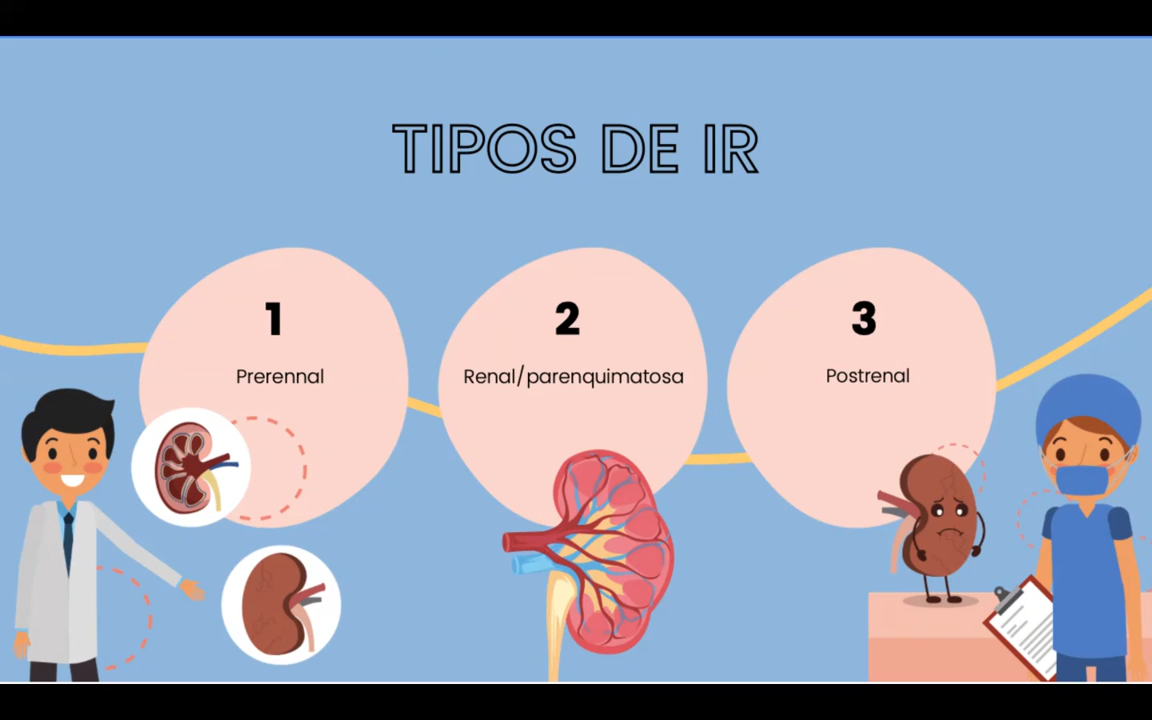 TIPOS DE IR
1
Prerennal
2
Renal/parenquimatosa
3
Postrenal